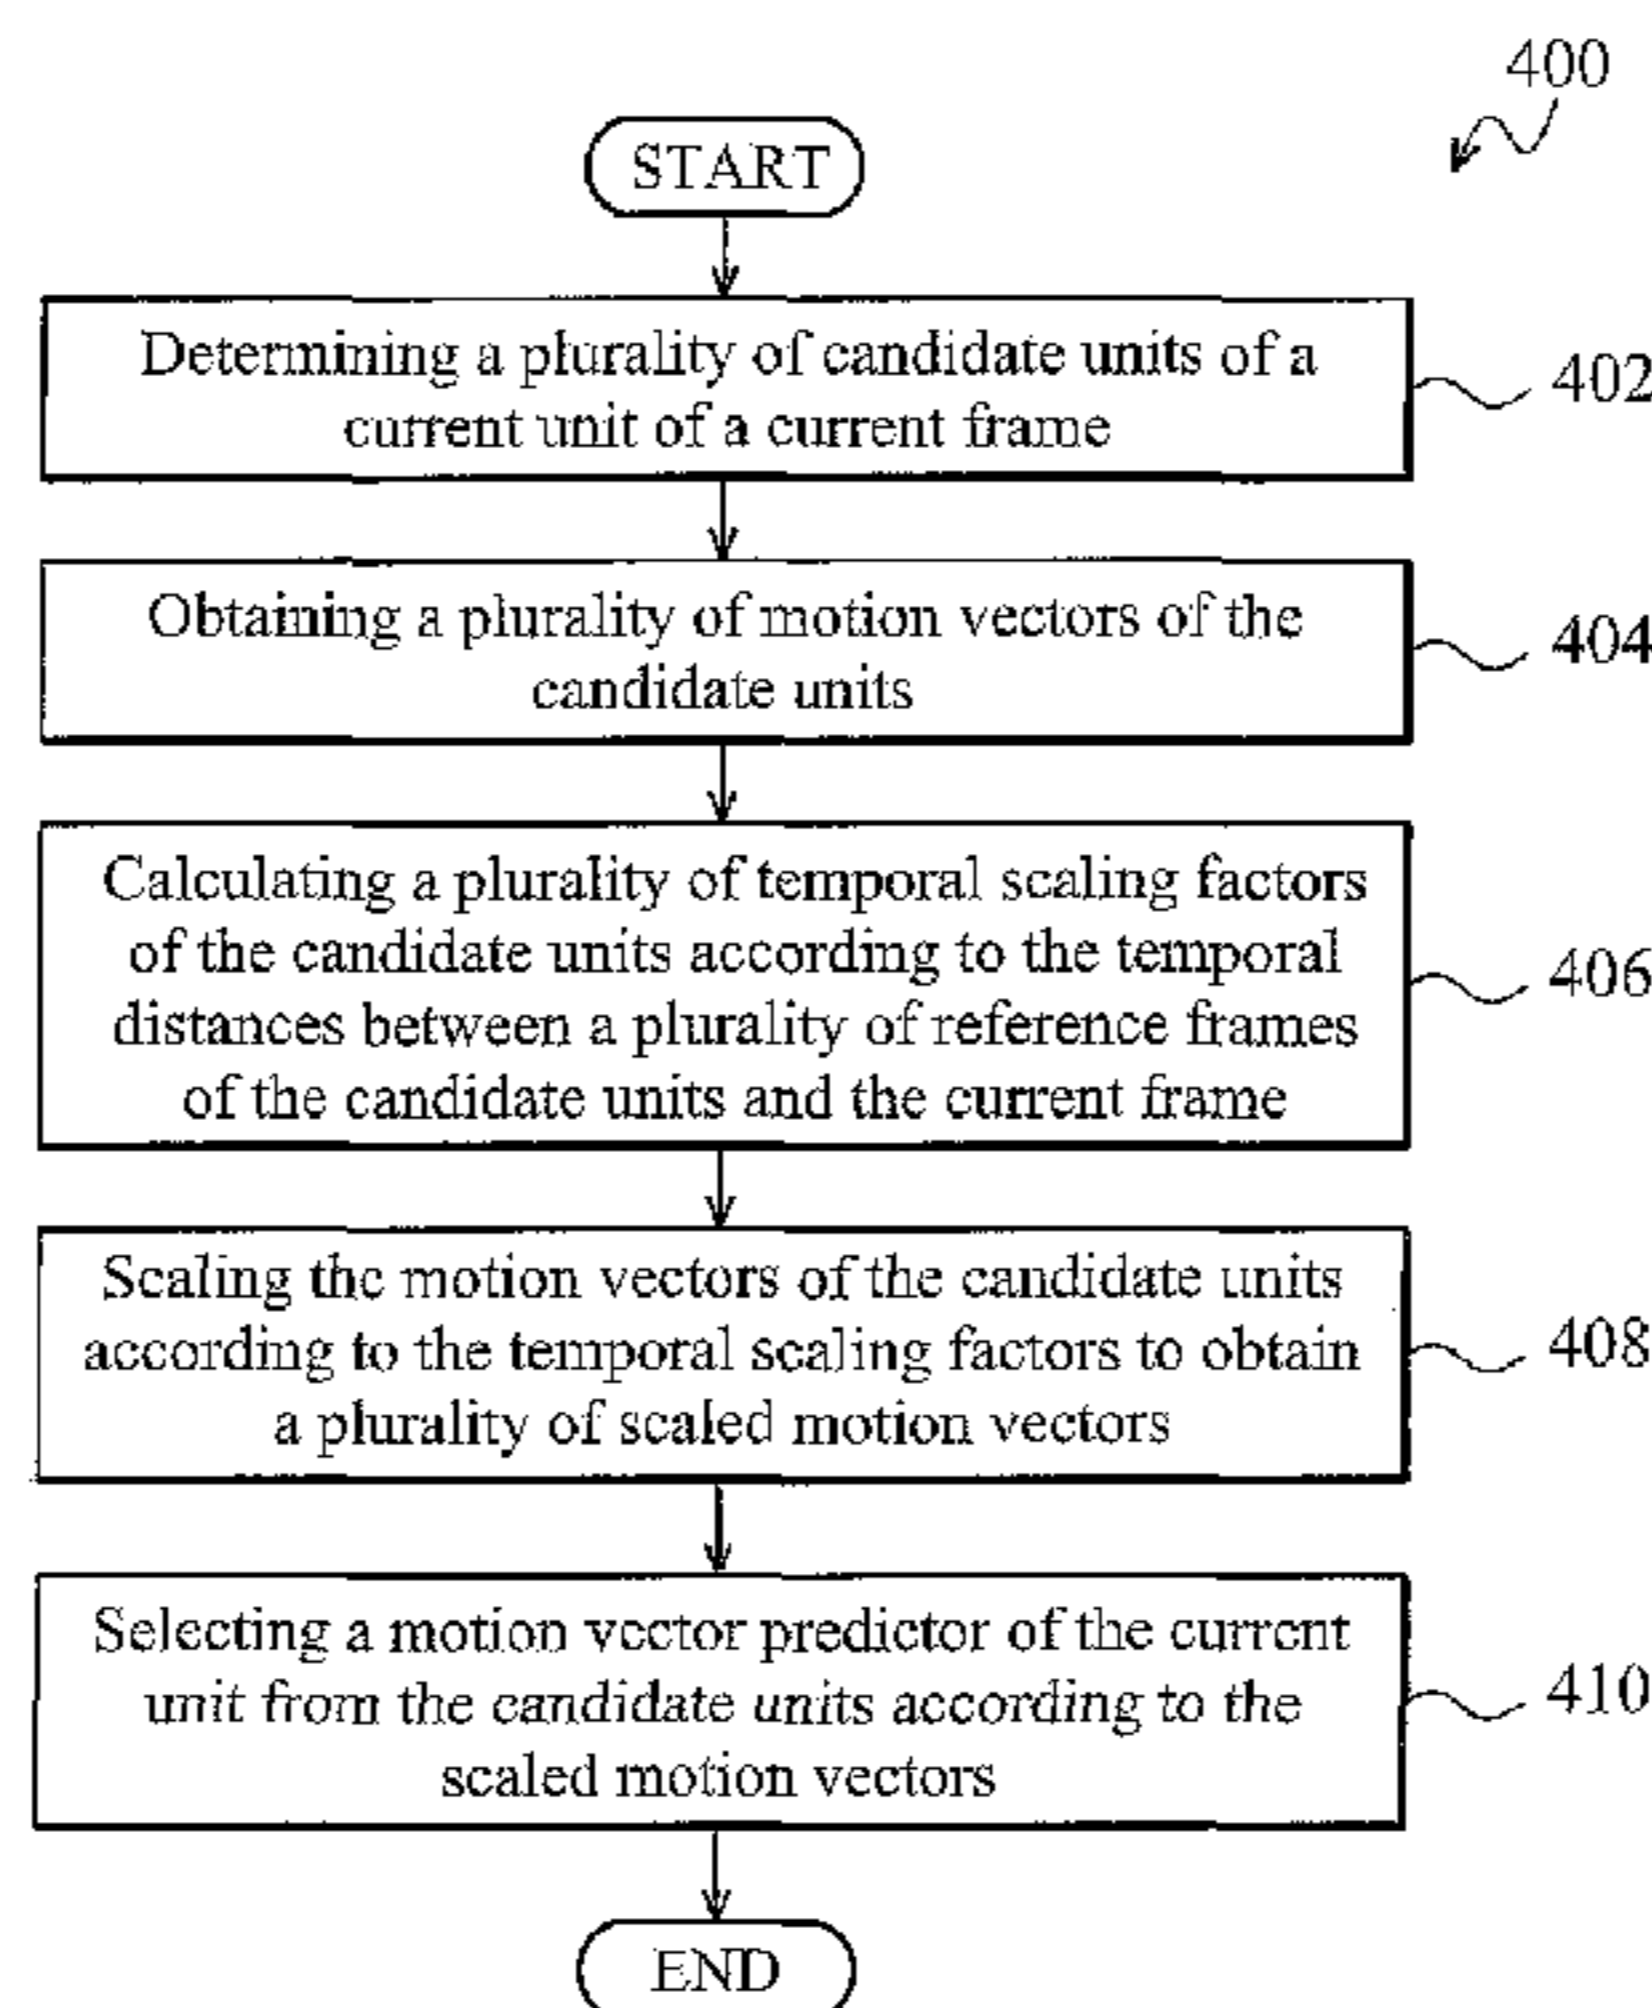 400
START
Determining a plurality of candidate units of a
current unit of a current frame
402
Obtaining a plurality of motion vectors of the
candidate units
404
Calculating a plurality of temporal scaling factors
of the candidate units according to the temporal
distances between a plurality of reference frames
of the candidate units and the current frame
406
Scaling the motion vectors of the candidate units
according to the temporal scaling factors to obtain
a plurality of scaled motion vectors
408
Selecting a motion vector predictor of the current
unit from the candidate units according to the
scaled motion vectors
410
END